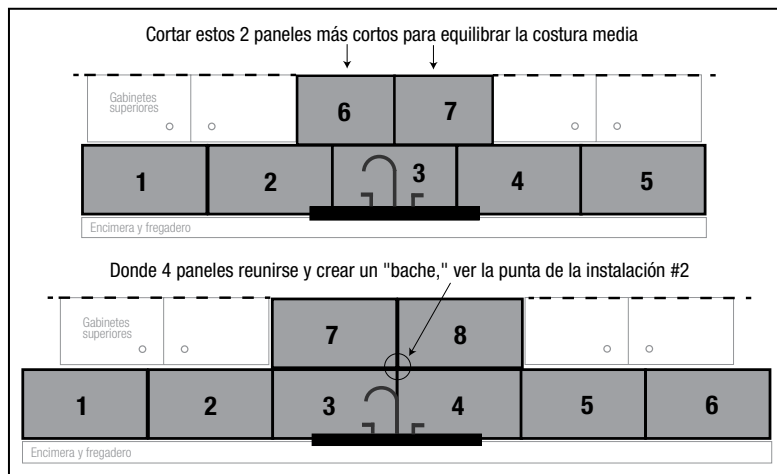 Cortar estos 2 paneles más cortos para equilibrar la costura media
Gabinetes
superiores
6
7
1
2
3
4
5
Encimera y fregadero
Donde 4 paneles reunirse y crear un "bache," ver la punta de la instalación #2
Gabinetes
superiores
7
8
1
2
3
4
5
6
Encimera y fregadero